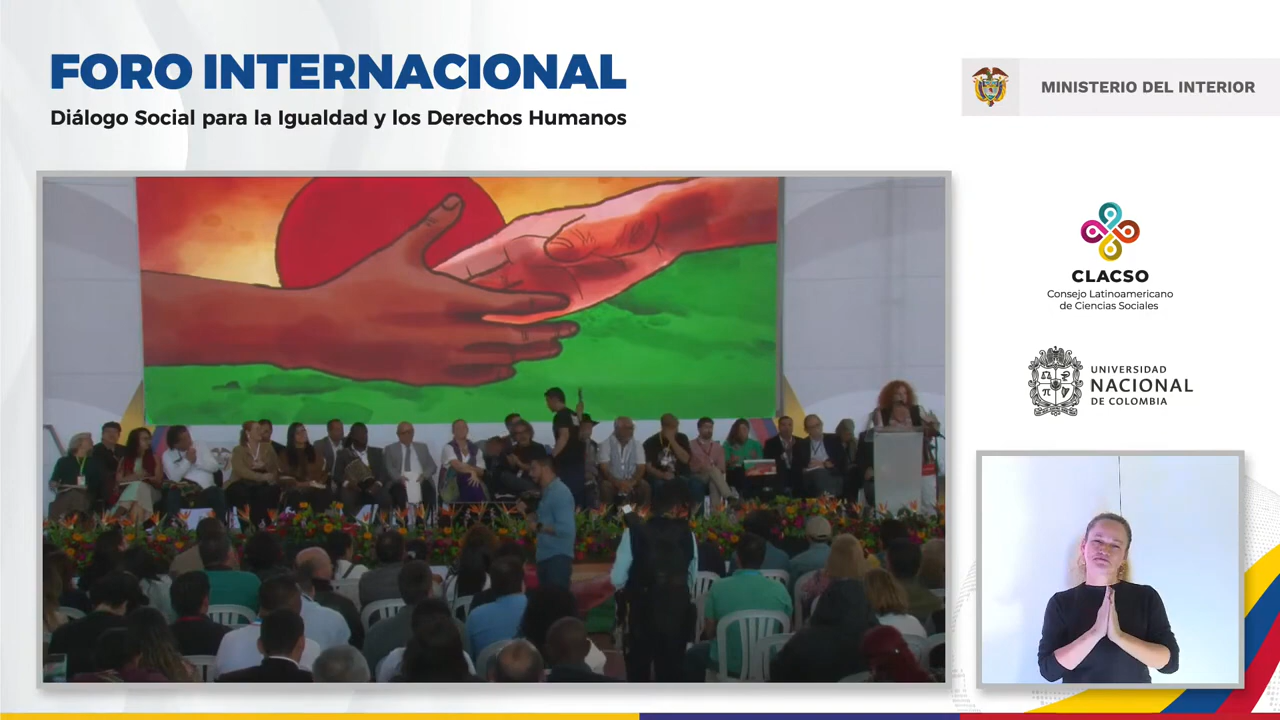 FORO INTERNACIONAL
Diálogo Social para la Igualdad y los Derechos Humanos
MINISTERIO DEL INTERIOR
CLACSO
Consejo Latinoamericano
de Ciencias Sociales
UNIVERSIDAD
NACIONAL
DE COLOMBIA